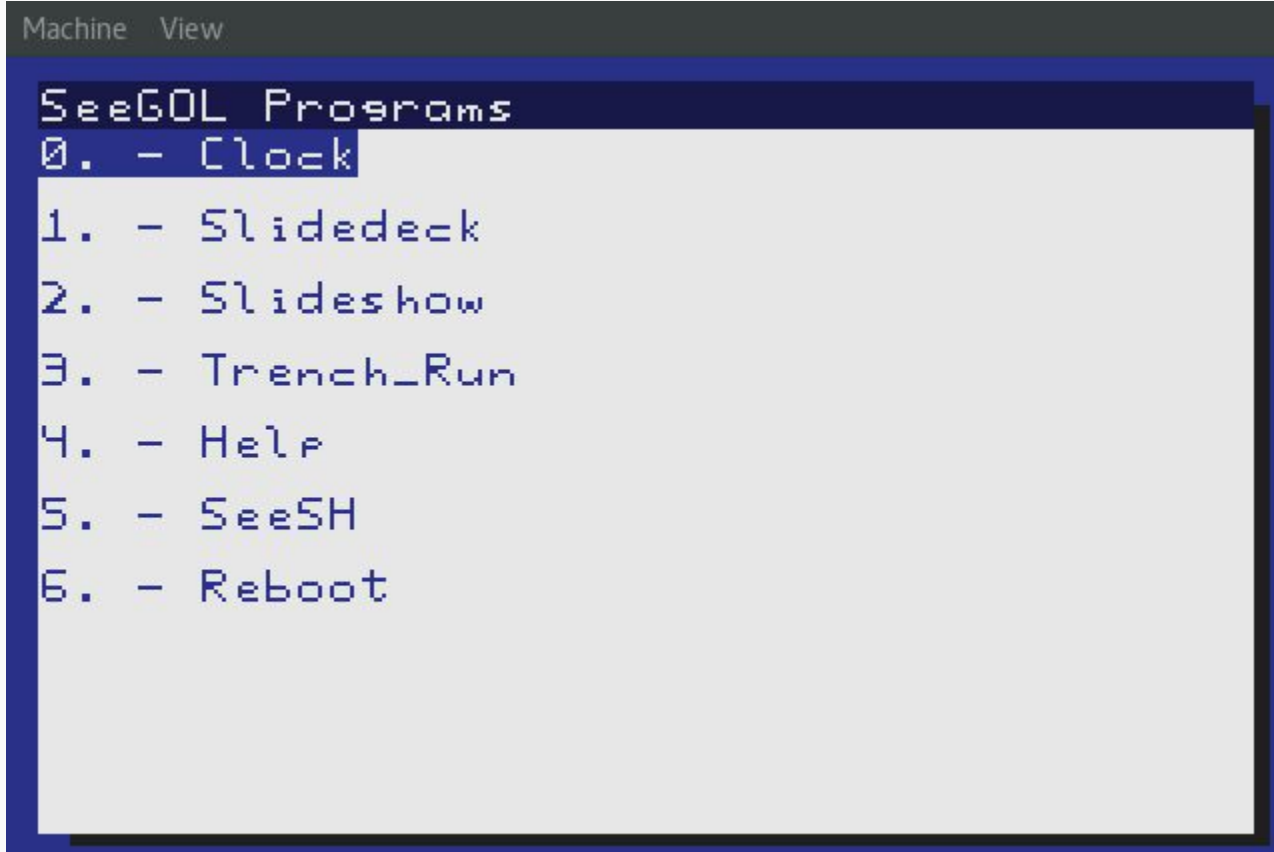 Machine View
SeeGOL Programs
0. - Clock
1. - Slidedeck
2. - Slideshow
3. - Trench_Run
4. - Help
5. - SeeSH
6. - Reboot